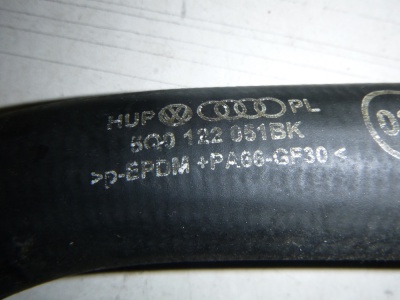 HUP PL
5Q0 122 051BK
>p-EPDM +PA66-GF30<